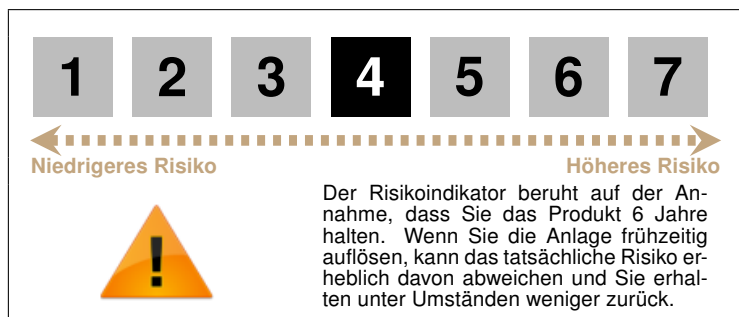 1 2 3 4 5 6 7
Niedrigeres Risiko Höheres Risiko
Der Risikoindikator beruht auf der An-
nahme, dass Sie das Produkt 6 Jahre
halten. Wenn Sie die Anlage frühzeitig
auflösen, kann das tatsächliche Risiko er-
heblich davon abweichen und Sie erhal-
ten unter Umständen weniger zurück.
!